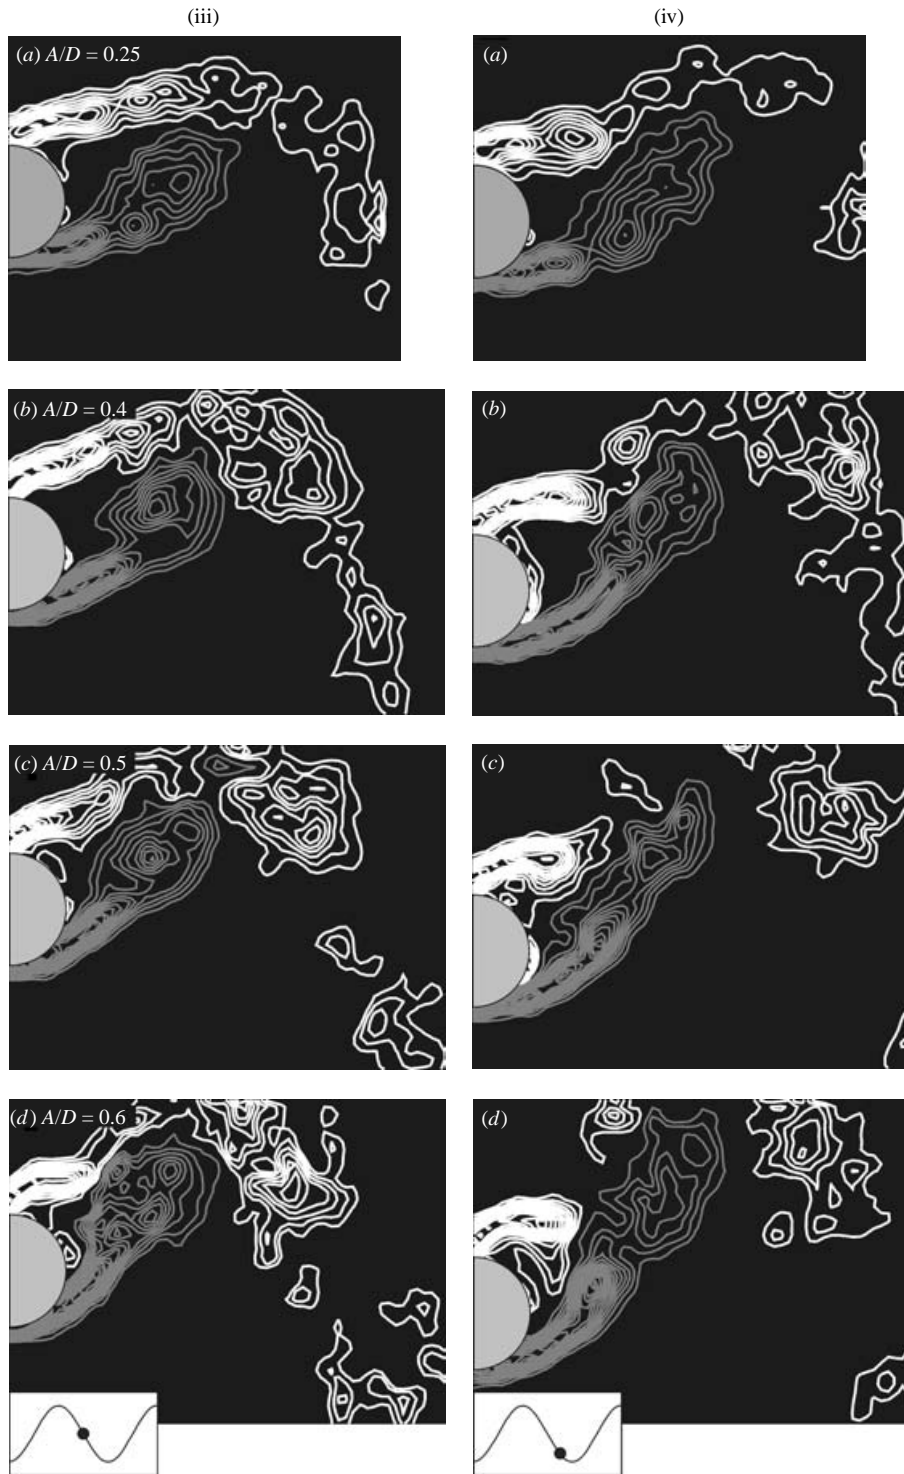 (iii) (iv)
(a) A/D = 0.25 (a)
(b) A/D = 0.4 (b)
(c) A/D = 0.5 (c)
(d) A/D = 0.6 (d)